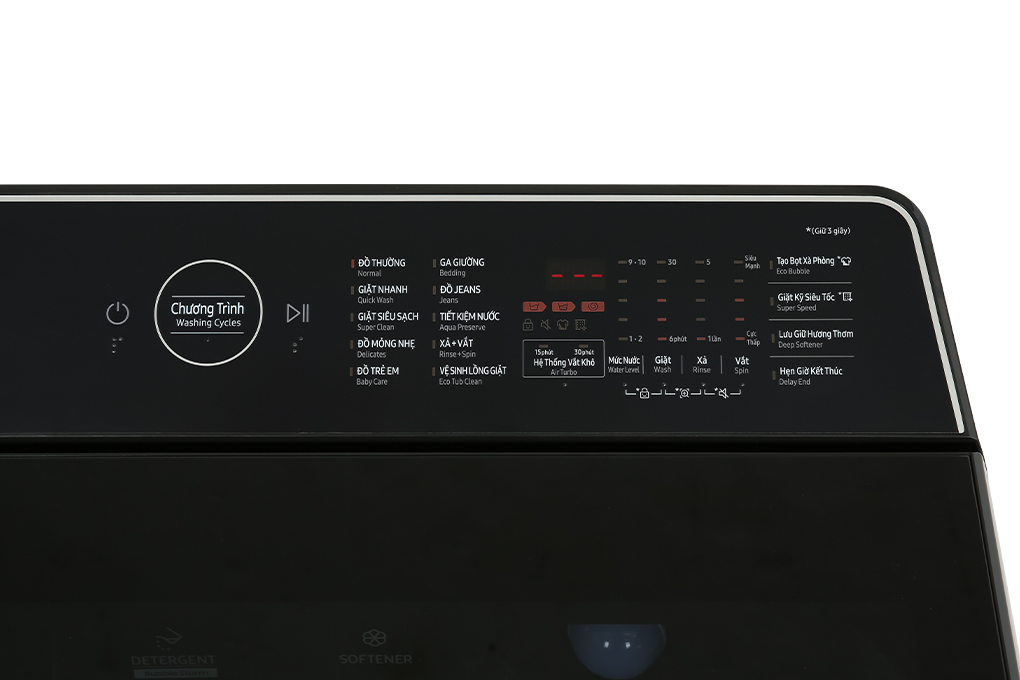 *(Giữ 3 giây)
Chương Trình
Washing Cycles
ĐỒ THƯỜNG
Normal
GIẶT NHANH
Quick Wash
GIẶT SIÊU SẠCH
Super Clean
ĐỒ MỎNG NHẸ
Delicates
ĐỒ TRẺ EM
Baby Care
GA GIƯỜNG
Bedding
ĐỒ JEANS
Jeans
TIẾT KIỆM NƯỚC
Aqua Preserve
XẢ+VẮT
Rinse+Spin
VỆ SINH LỒNG GIẶT
Eco Tub Clean
15phút 30phút
Hệ Thống Vắt Khô
Air Turbo
9 - 10 30 5 Siêu Mạnh
1 - 2 6phút 1lần Cực Thấp
Mức Nước Giặt Xả Vắt
Water Level Wash Rinse Spin
Tạo Bọt Xà Phòng *
Eco Bubble
Giặt Kỹ Siêu Tốc *
Super Speed
Lưu Giữ Hương Thơm
Deep Softener
Hẹn Giờ Kết Thúc
Delay End
DETERGENT
SOFTENER